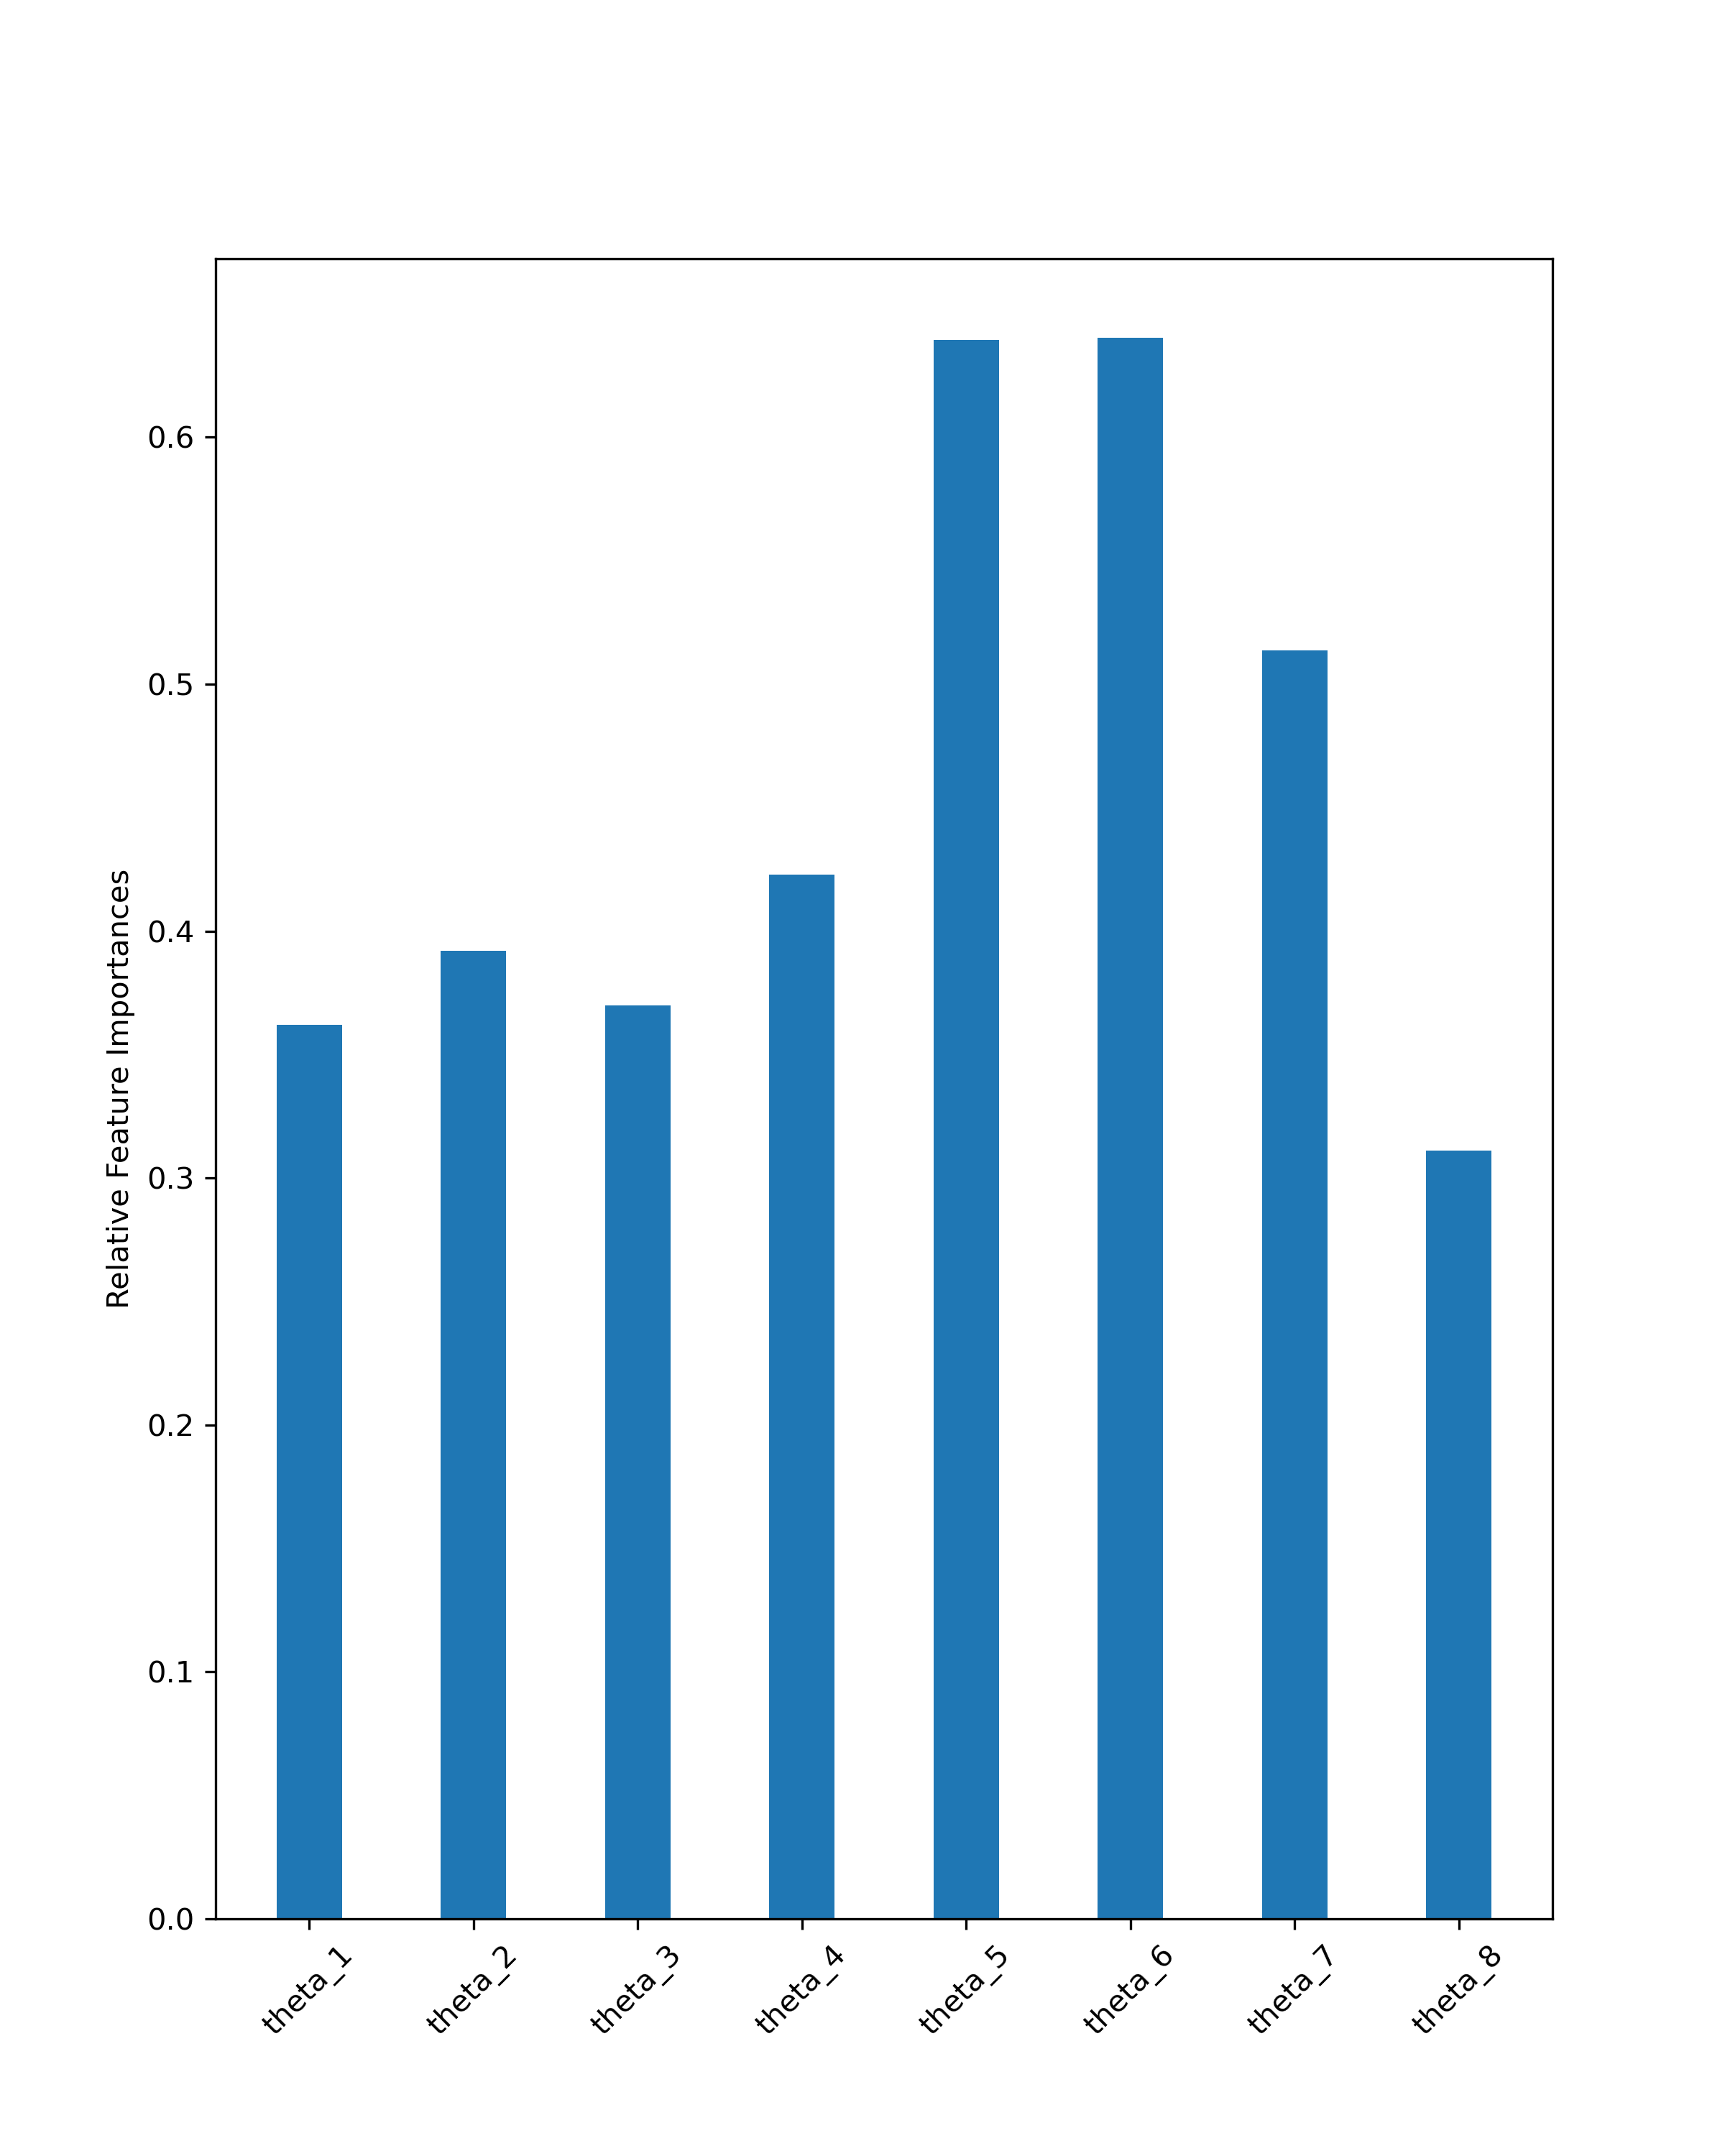 Relative Feature Importances
0.6
0.5
0.4
0.3
0.2
0.1
0.0
theta_1
theta_2
theta_3
theta_4
theta_5
theta_6
theta_7
theta_8